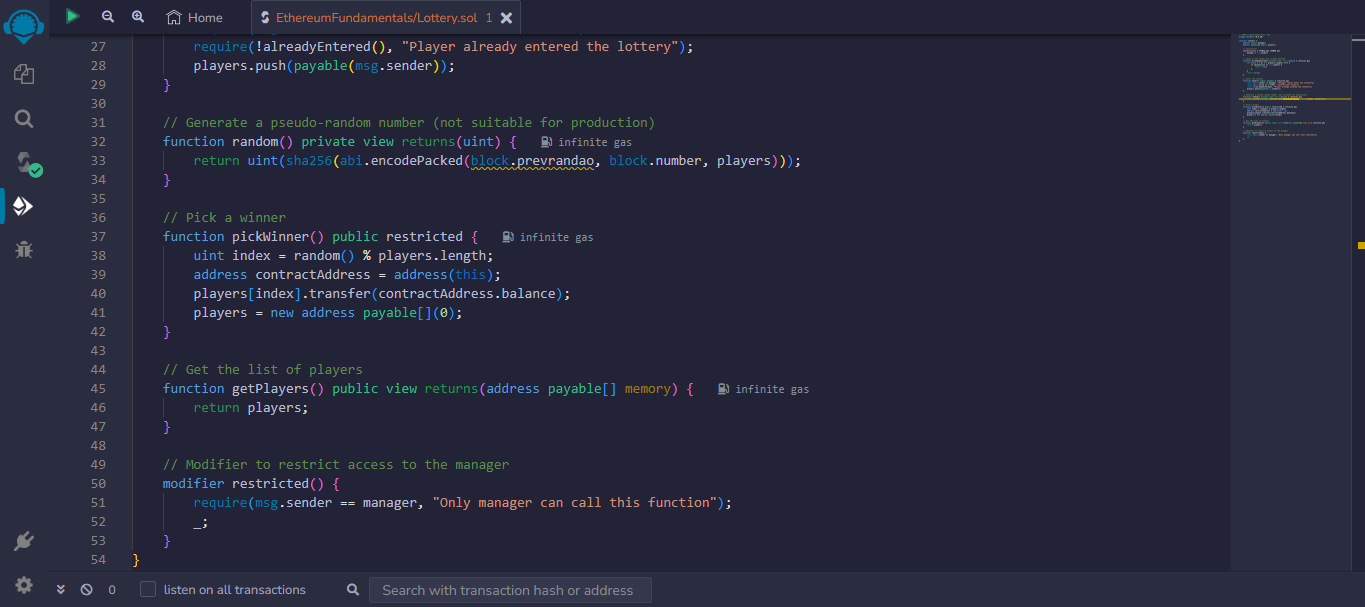 Home
EthereumFundamentals/Lottery.sol 1
27 require(!alreadyEntered(), "Player already entered the lottery");
28 players.push(payable(msg.sender));
29 }
30
31 // Generate a pseudo-random number (not suitable for production)
32 function random() private view returns(uint) { infinite gas
33 return uint(sha256(abi.encodePacked(block.prevrandao, block.number, players)));
34 }
35
36 // Pick a winner
37 function pickWinner() public restricted { infinite gas
38 uint index = random() % players.length;
39 address contractAddress = address(this);
40 players[index].transfer(contractAddress.balance);
41 players = new address payable[](0);
42 }
43
44 // Get the list of players
45 function getPlayers() public view returns(address payable[] memory) { infinite gas
46 return players;
47 }
48
49 // Modifier to restrict access to the manager
50 modifier restricted() {
51 require(msg.sender == manager, "Only manager can call this function");
52 _;
53 }
54 }
0 listen on all transactions Search with transaction hash or address